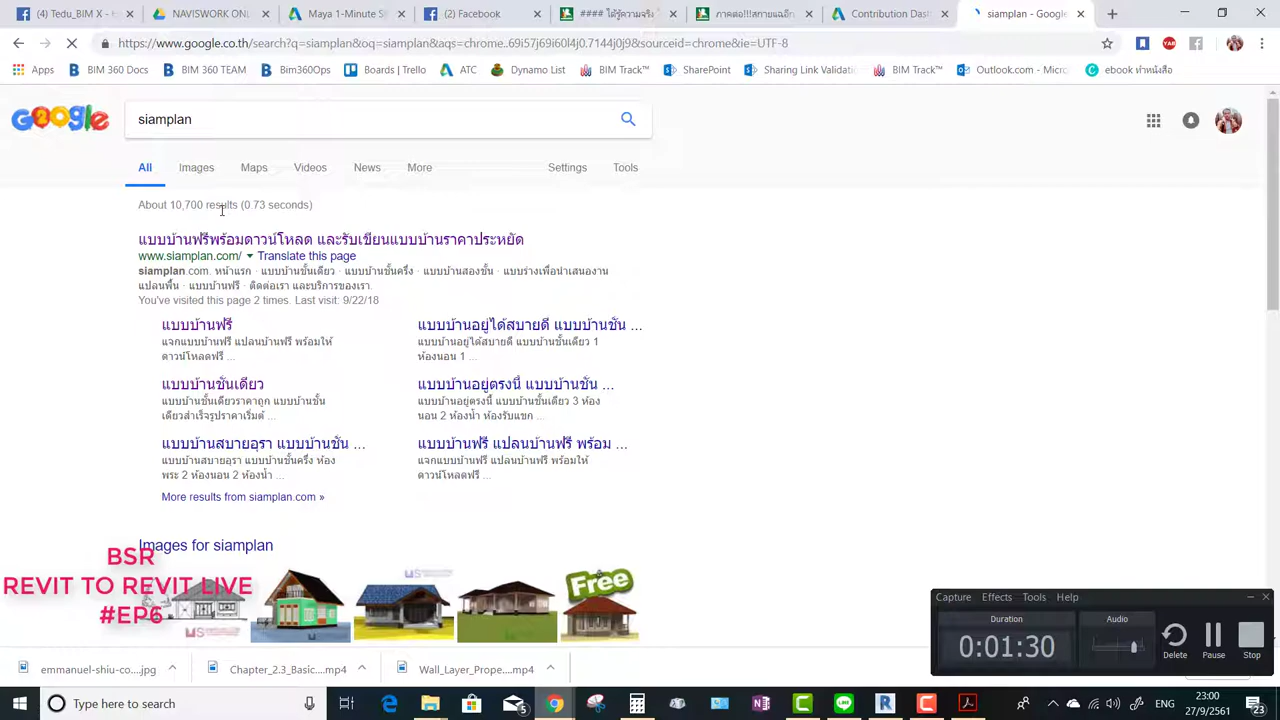 Tedu_BIM X - YouTu
Autodesk
Maya 1-Minute Star
(2) Facebook
#### ได้รู้ความจริง
ภาคต่อ!!!สกายแฉอีก
Contribution Dash
siamplan - Google
https://www.google.co.th/search?q=siamplan&oq=siamplan&aqs=chrome..69i57j69i60l4j0.7144j0j98&sourceid=chrome&ie=UTF-8
Apps
BIM 360 Docs
BIM 360 TEAM
Bim360Ops
Boards | Trello
ATC
Dynamo List
BIM Track™
SharePoint
Sharing Link Validatio
BIM Track™
Outlook.com - Micro
ebook ทำหนังสือ
Google
siamplan
All
Images
Maps
Videos
News
More
Settings
Tools
About 10,700 results (0.73 seconds)
แบบบ้านฟรีพร้อมดาวน์โหลด และรับเขียนแบบบ้านราคาประหยัด
www.siamplan.com/ ▾ Translate this page
siamplan.com. หน้าแรก · แบบบ้านชั้นเดียว · แบบบ้านชั้นครึ่ง · แบบบ้านสองชั้น · แบบร่างเพื่อนำเสนองาน
แปลนพื้น · แบบบ้านฟรี · ติดต่อเรา และบริการของเรา.
You've visited this page 2 times. Last visit: 9/22/18
แบบบ้านฟรี
แจกแบบบ้านฟรี แปลนบ้านฟรี พร้อมให้
ดาวน์โหลดฟรี ...
แบบบ้านอยู่ได้สบายดี แบบบ้านชั้น ...
แบบบ้านอยู่ได้สบายดี แบบบ้านชั้นเดียว 1
ห้องนอน 1 ...
แบบบ้านชั้นเดียว
แบบบ้านชั้นเดียวราคาถูก แบบบ้านชั้น
เดียวสำเร็จรูปราคาเริ่มต้ ...
แบบบ้านอยู่ตรงนี้ แบบบ้านชั้น ...
แบบบ้านอยู่ตรงนี้ แบบบ้านชั้นเดียว 3 ห้อง
นอน 2 ห้องน้ำ ห้องรับแขก ...
แบบบ้านสบายอุรา แบบบ้านชั้น ...
แบบบ้านสบายอุรา แบบบ้านชั้นครึ่ง ห้อง
พระ 2 ห้องนอน 2 ห้องน้ำ ...
แบบบ้านฟรี แปลนบ้านฟรี พร้อม ...
แจกแบบบ้านฟรี แปลนบ้านฟรี พร้อมให้
ดาวน์โหลดฟรี ...
More results from siamplan.com »
Images for siamplan
Free
BSR
REVIT TO REVIT LIVE
#EP6
Capture
Effects
Tools
Help
Duration
0:01:30
Audio
Delete
Pause
Stop
emmanuel-shiu-co....jpg
Chapter_2.3_Basic....mp4
Wall_Layer_Prope....mp4
Type here to search
ENG
23:00
27/9/2561